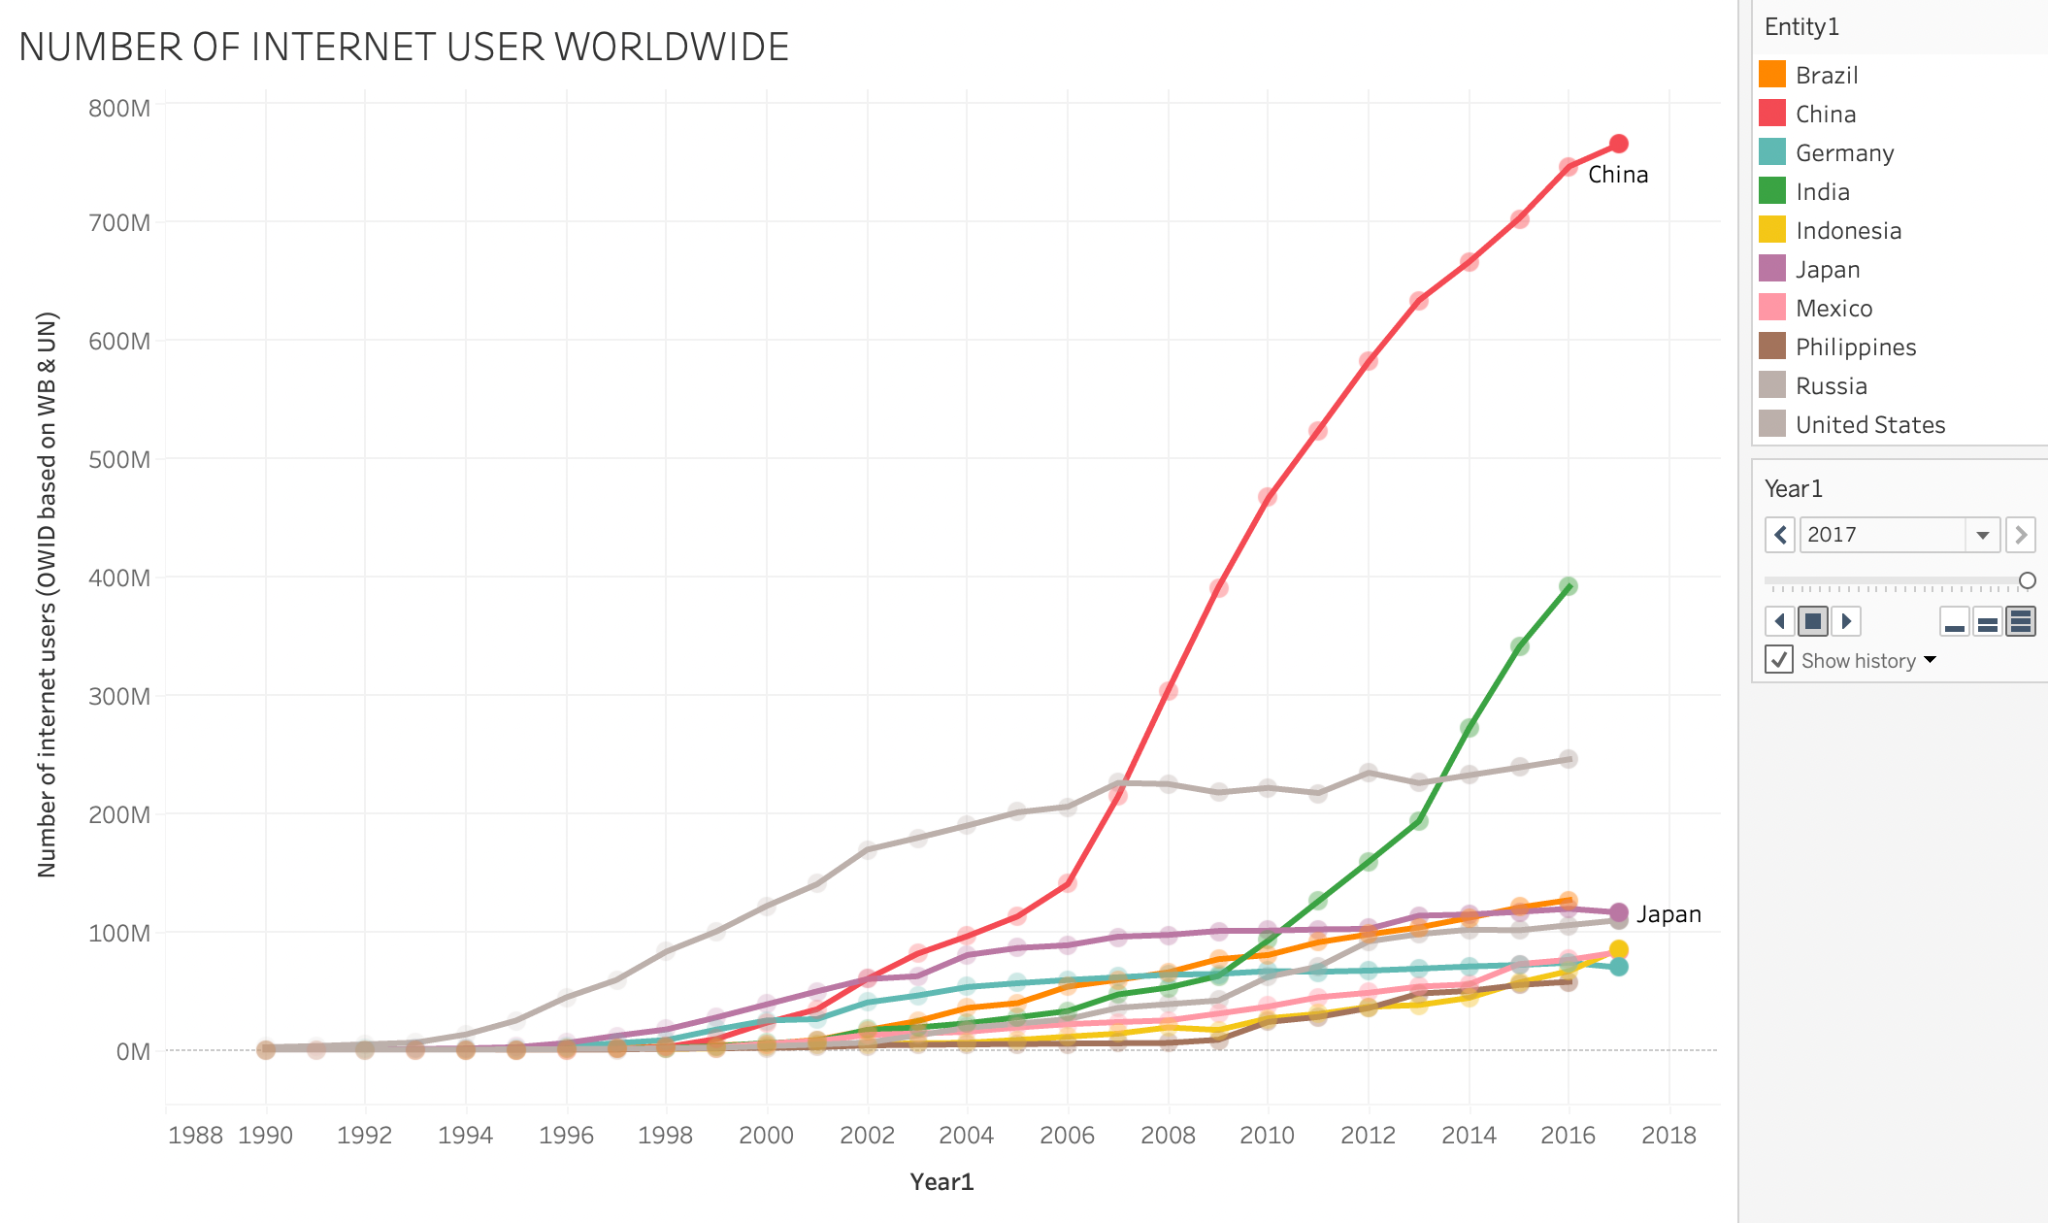 NUMBER OF INTERNET USER WORLDWIDE
Number of internet users (OWID based on WB & UN)
800M
700M
600M
500M
400M
300M
200M
100M
0M
China
Japan
1988 1990 1992 1994 1996 1998 2000 2002 2004 2006 2008 2010 2012 2014 2016 2018
Year1
Entity1
Brazil
China
Germany
India
Indonesia
Japan
Mexico
Philippines
Russia
United States
Year1
2017
Show history